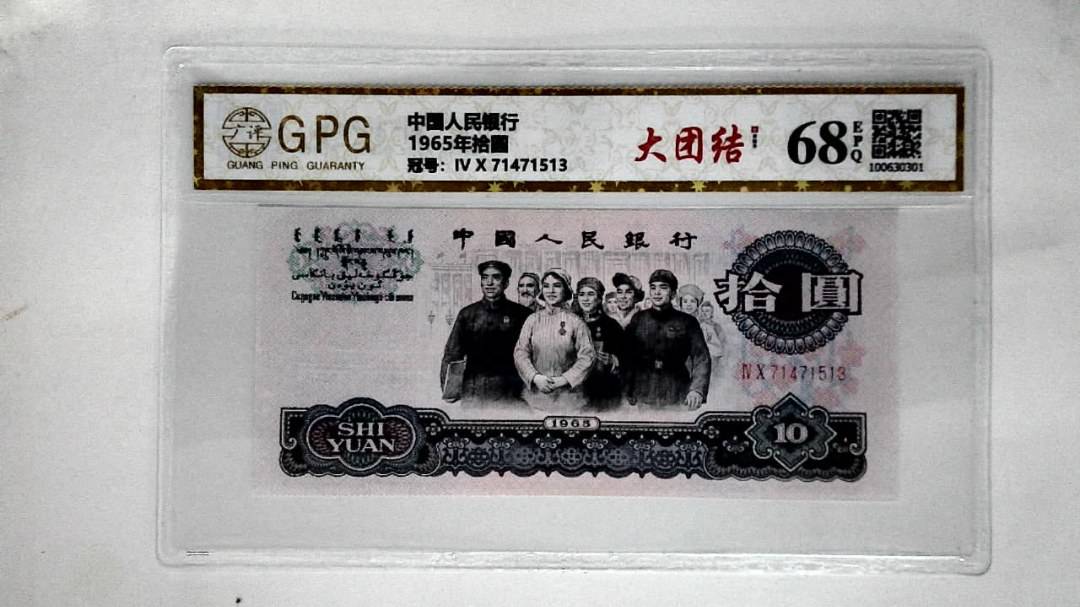 GPG
GUANG PING GUARANTY
中国人民银行
1965年拾圆
冠号：IV X 71471513
大团结
68
EPQ
100630301
中國人民銀行
拾圓
IV X 71471513
1965
SHI
YUAN
10